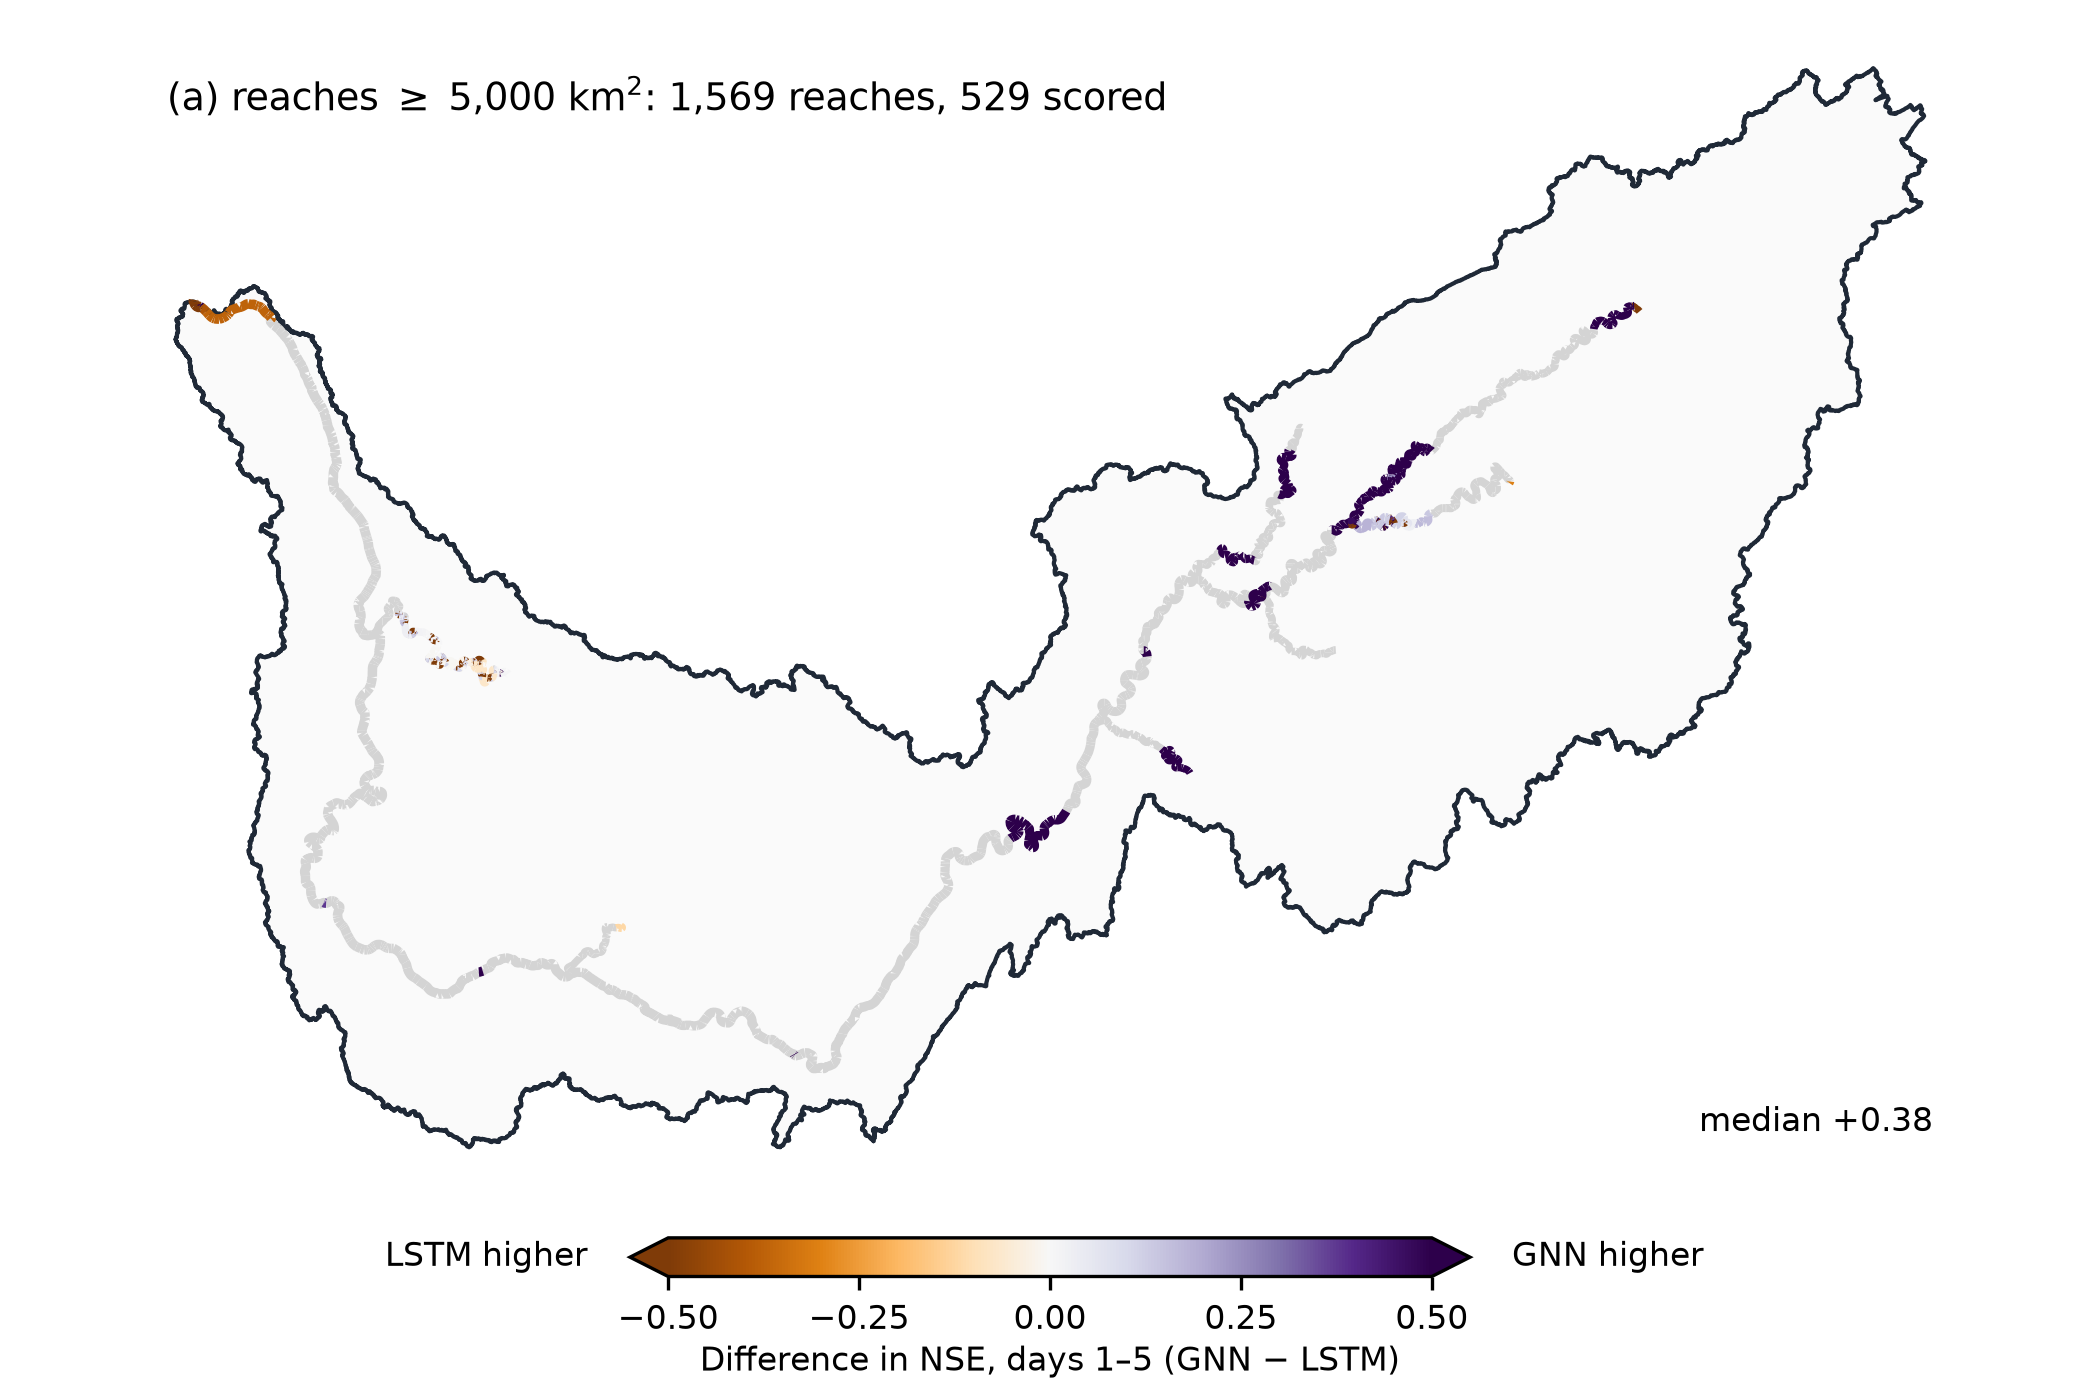 (a) reaches ≥ 5,000 km²: 1,569 reaches, 529 scored
median +0.38
LSTM higher
GNN higher
−0.50 −0.25 0.00 0.25 0.50
Difference in NSE, days 1–5 (GNN − LSTM)